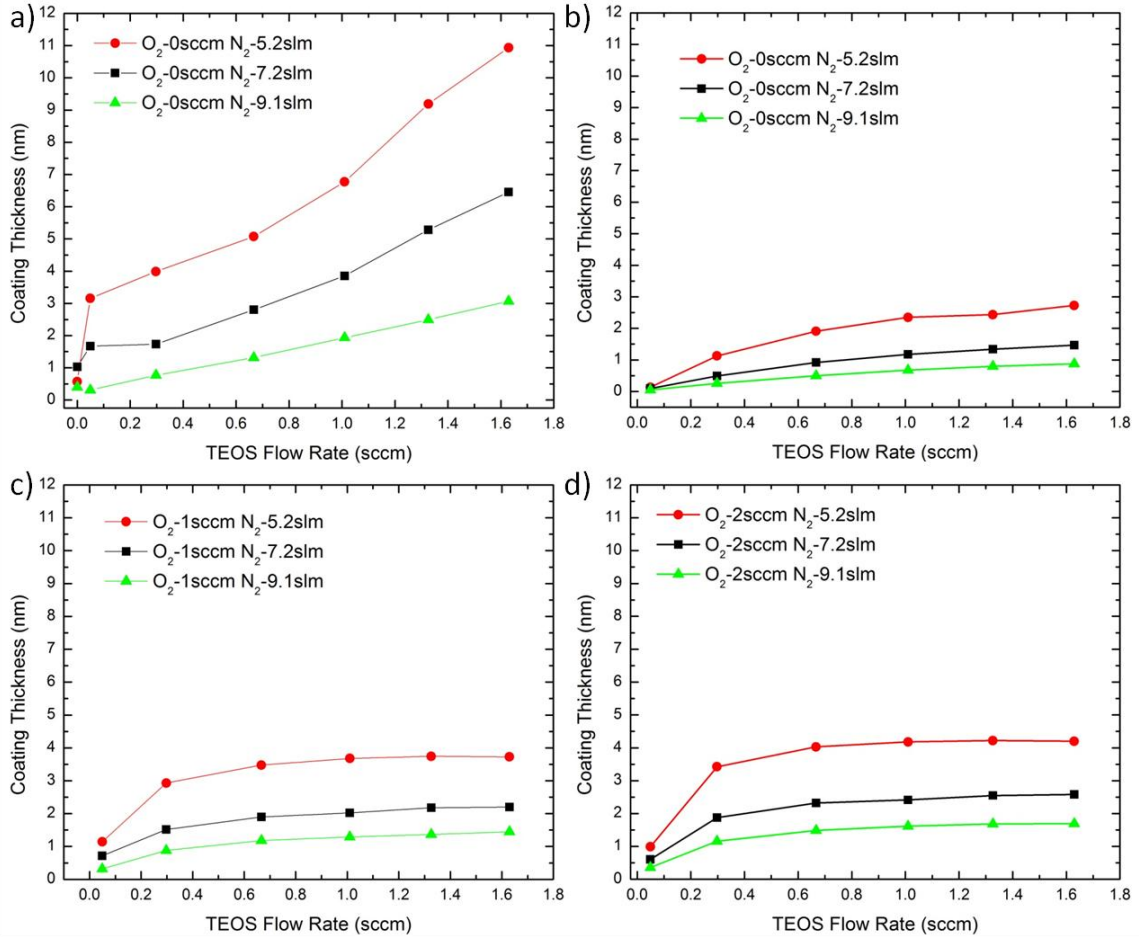 a)
12
11
10
9
8
7
6
5
4
3
2
1
0
Coating Thickness (nm)
O2-0sccm N2-5.2slm
O2-0sccm N2-7.2slm
O2-0sccm N2-9.1slm
0.0 0.2 0.4 0.6 0.8 1.0 1.2 1.4 1.6 1.8
TEOS Flow Rate (sccm)
b)
12
11
10
9
8
7
6
5
4
3
2
1
0
Coating Thickness (nm)
O2-0sccm N2-5.2slm
O2-0sccm N2-7.2slm
O2-0sccm N2-9.1slm
0.0 0.2 0.4 0.6 0.8 1.0 1.2 1.4 1.6 1.8
TEOS Flow Rate (sccm)
c)
12
11
10
9
8
7
6
5
4
3
2
1
0
Coating Thickness (nm)
O2-1sccm N2-5.2slm
O2-1sccm N2-7.2slm
O2-1sccm N2-9.1slm
0.0 0.2 0.4 0.6 0.8 1.0 1.2 1.4 1.6 1.8
TEOS Flow Rate (sccm)
d)
12
11
10
9
8
7
6
5
4
3
2
1
0
Coating Thickness (nm)
O2-2sccm N2-5.2slm
O2-2sccm N2-7.2slm
O2-2sccm N2-9.1slm
0.0 0.2 0.4 0.6 0.8 1.0 1.2 1.4 1.6 1.8
TEOS Flow Rate (sccm)